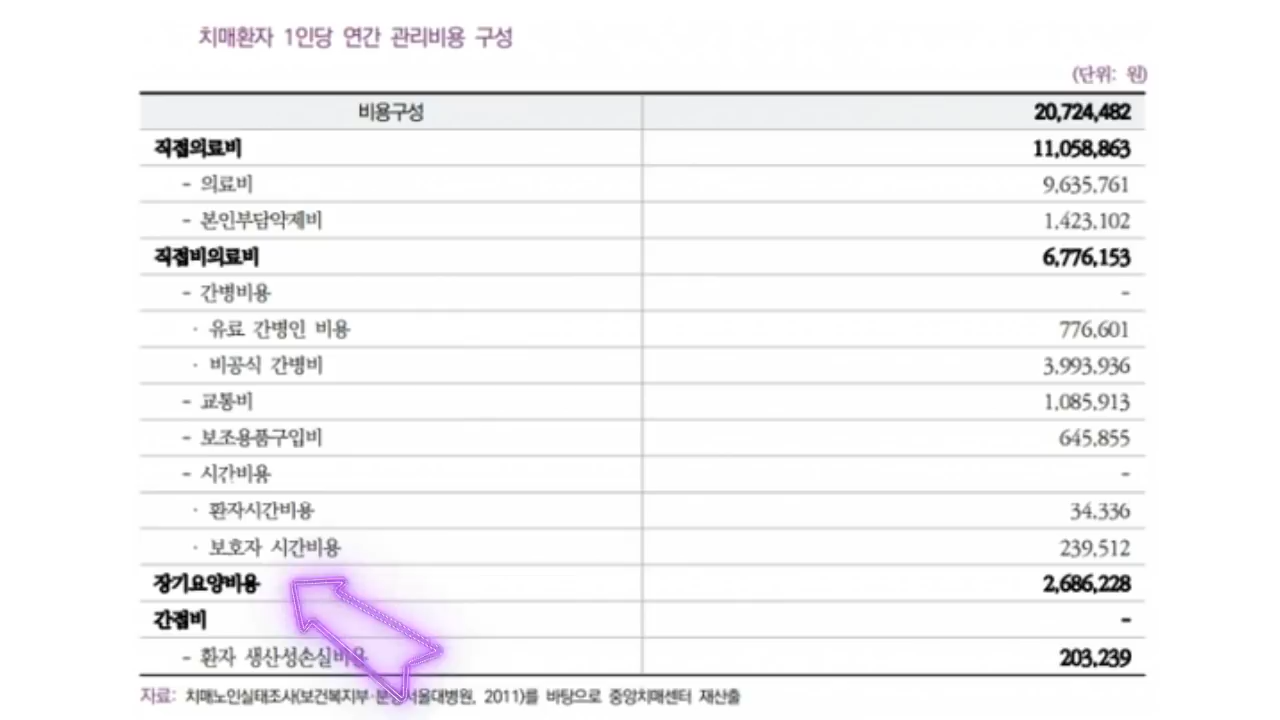 치매환자 1인당 연간 관리비용 구성
(단위: 원)
비용구성 20,724,482
직접의료비 11,058,863
- 의료비 9,635,761
- 본인부담약제비 1,423,102
직접비의료비 6,776,153
- 간병비용 -
· 유료 간병인 비용 776,601
· 비공식 간병비 3,993,936
- 교통비 1,085,913
- 보조용품구입비 645,855
- 시간비용 -
· 환자시간비용 34,336
· 보호자 시간비용 239,512
장기요양비용 2,686,228
간접비 -
- 환자 생산성손실비용 203,239
자료: 치매노인실태조사(보건복지부·분당서울대병원, 2011)를 바탕으로 중앙치매센터 재산출